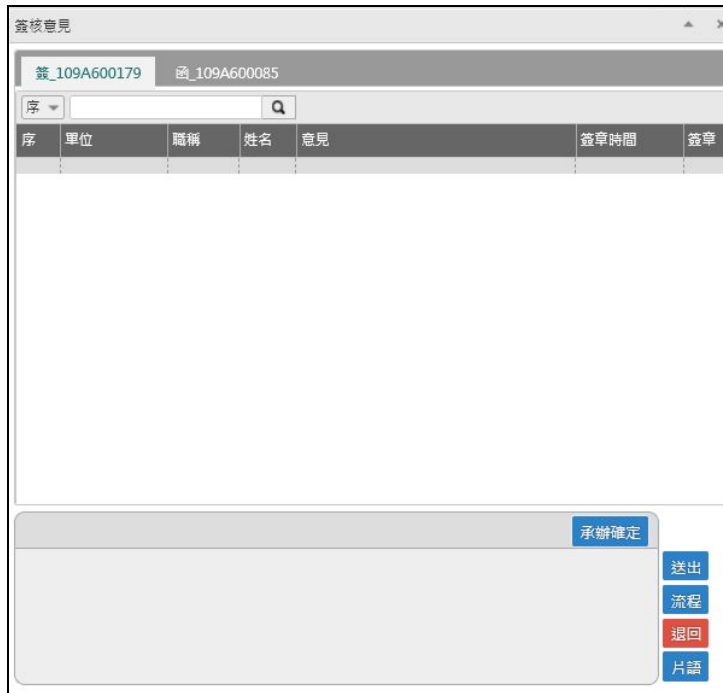 簽核意見
簽_109A600179 函_109A600085
序
序 單位 職稱 姓名 意見 簽章時間 簽章
承辦確定
送出
流程
退回
片語